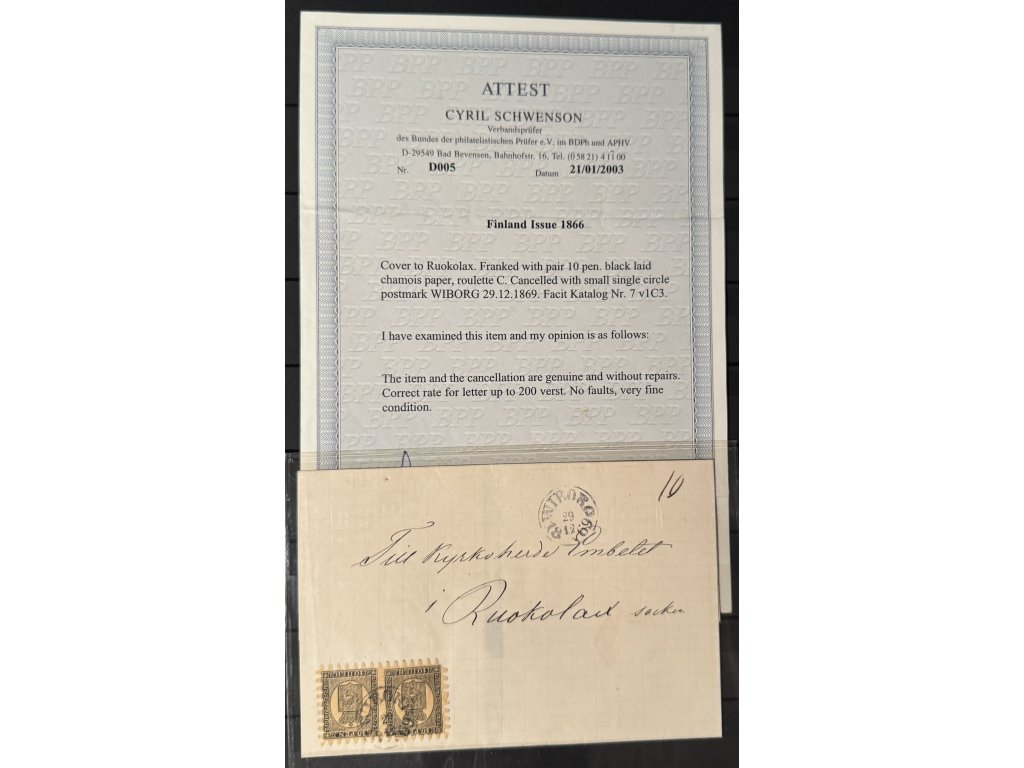 ATTEST
CYRIL SCHWENSON
Verbandsprüfer
des Bundes der philatelistischen Prüfer e.V. im BDPh und APHV
D-29549 Bad Bevensen, Bahnhofstr. 16, Tel. (0 58 21) 4 11 00
Nr. D005 Datum 21/01/2003
Finland Issue 1866
Cover to Ruokolax. Franked with pair 10 pen. black laid
chamois paper, roulette C. Cancelled with small single circle
postmark WIBORG 29.12.1869. Facit Katalog Nr. 7 v1C3.
I have examined this item and my opinion is as follows:
The item and the cancellation are genuine and without repairs.
Correct rate for letter up to 200 verst. No faults, very fine
condition.
10
WIBORG
29
12
Till Kyrkoherde Embetet
i Ruokolax socken